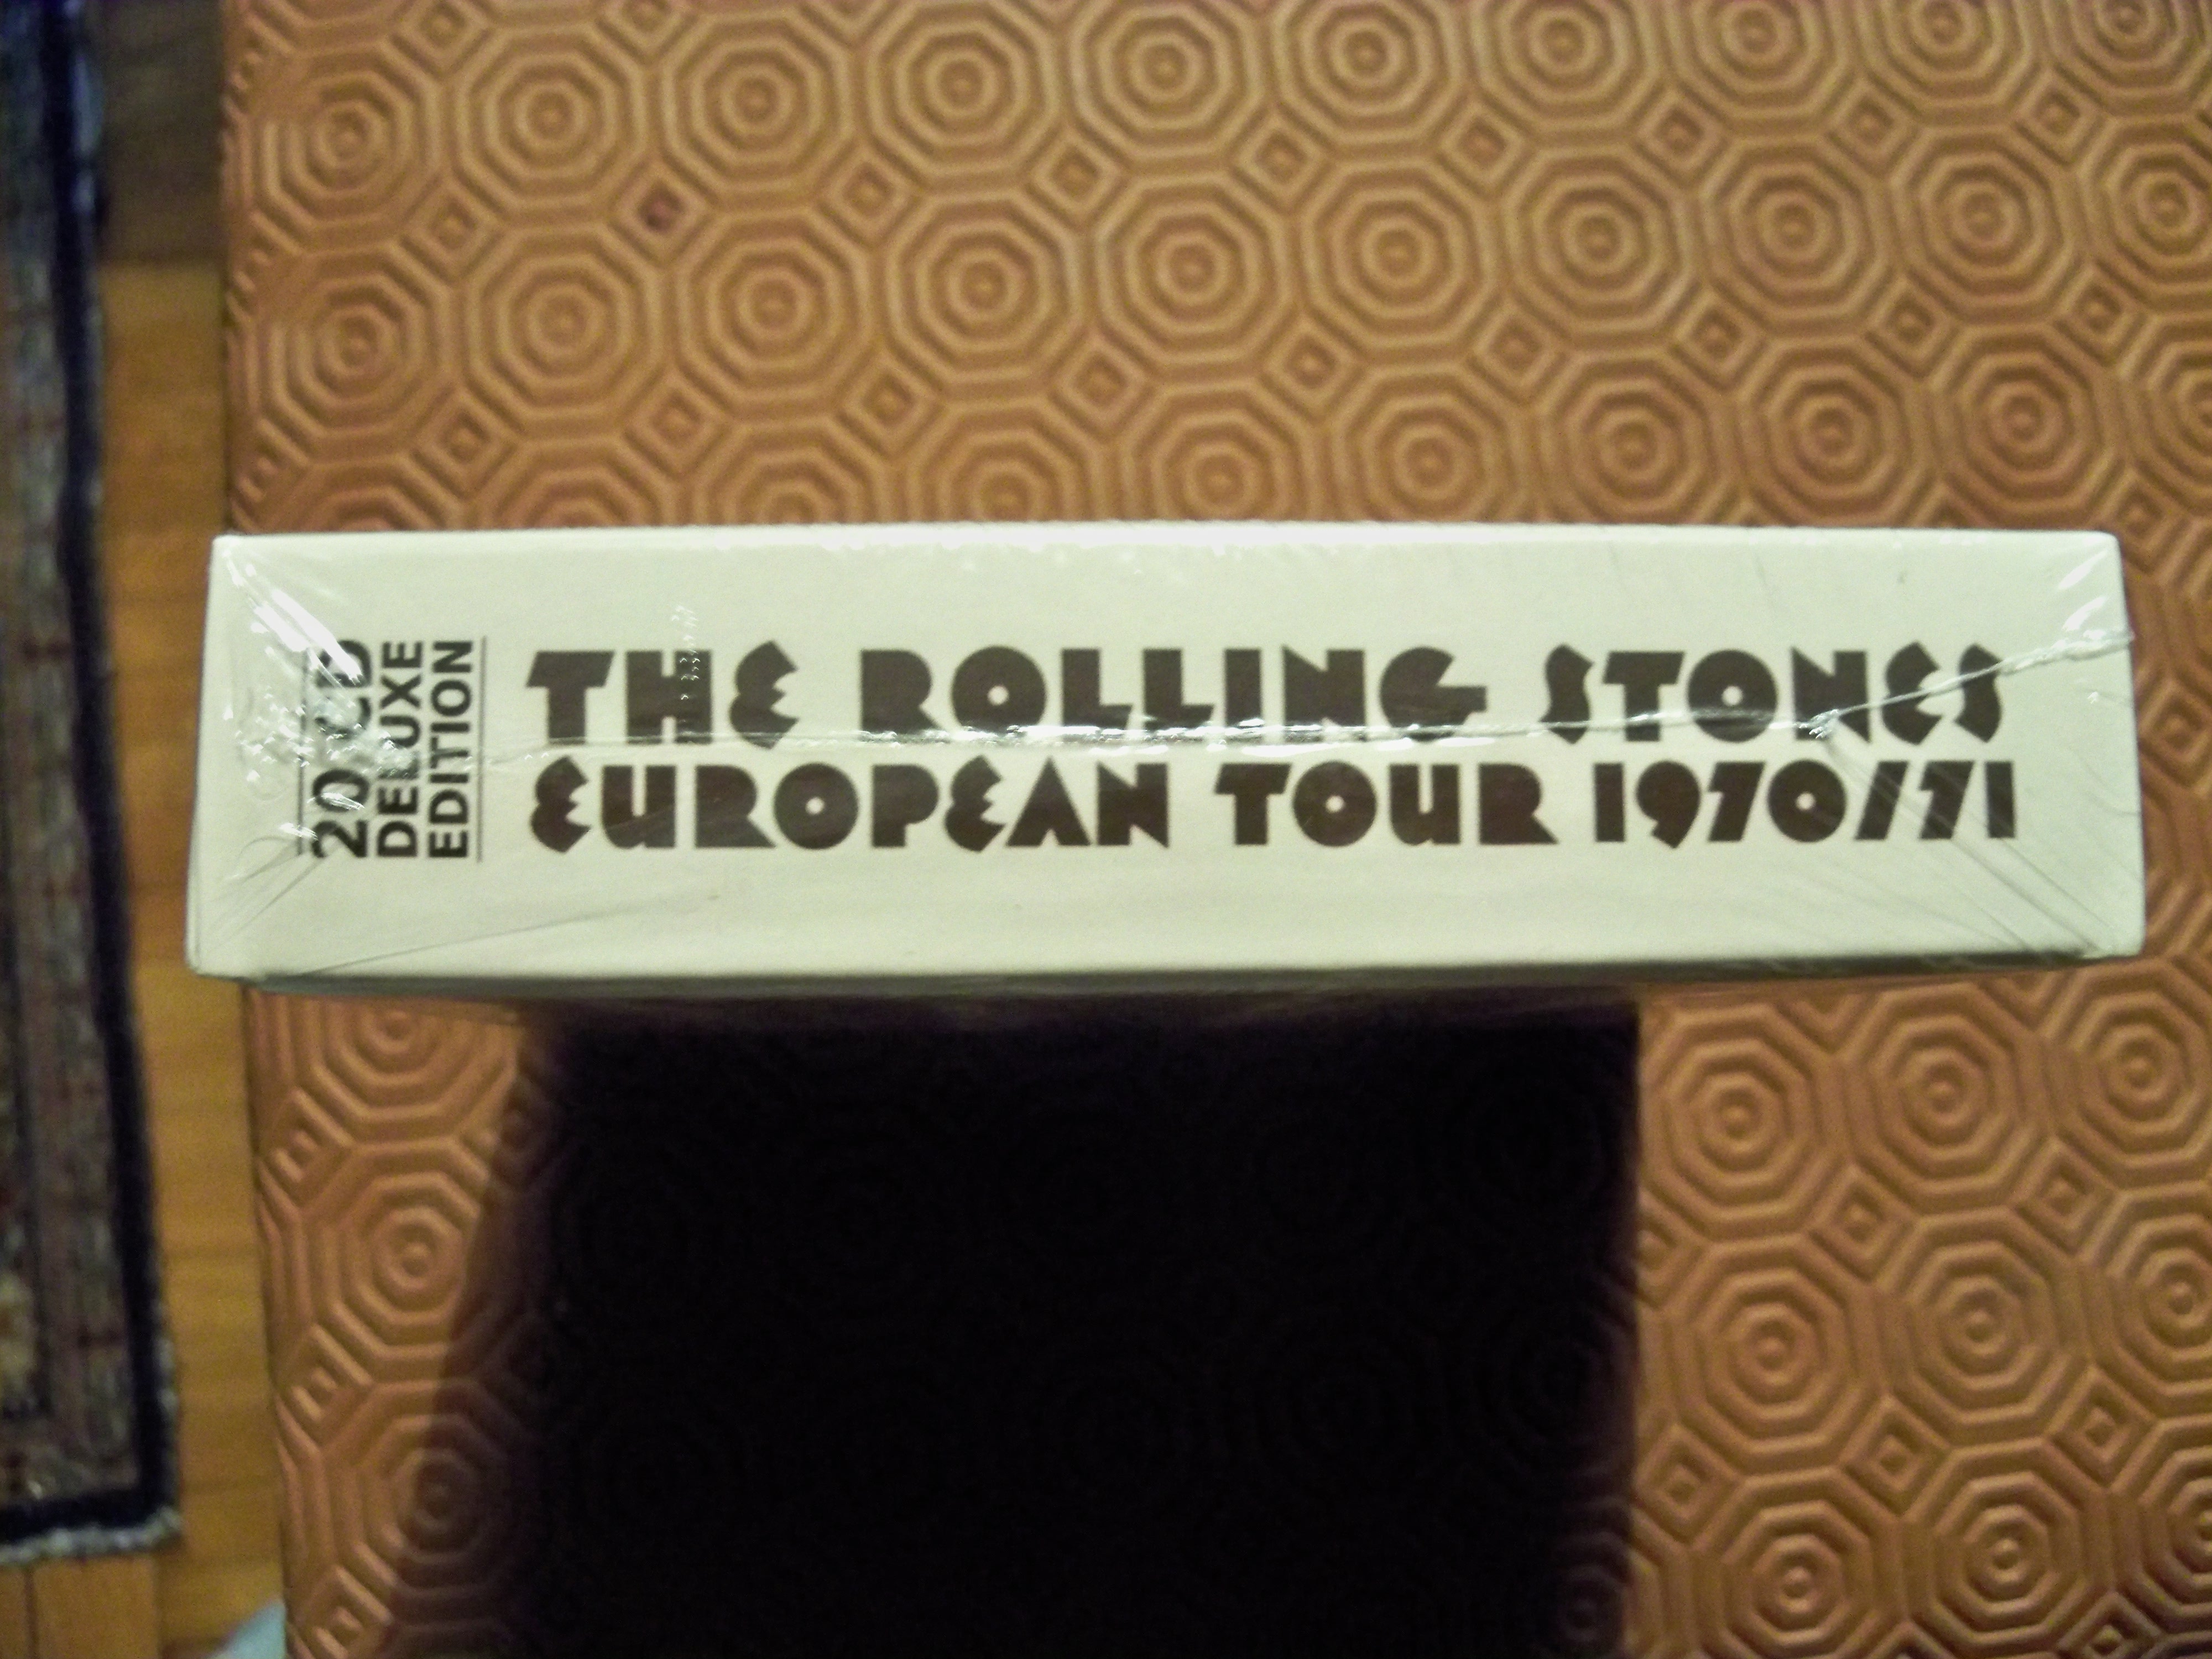 20 CD
DELUXE
EDITION
THE ROLLING STONES
EUROPEAN TOUR 1970/71